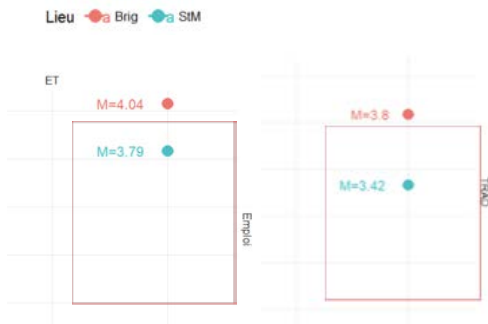 Lieu a Brig a StM
ET
M=4.04
M=3.8
M=3.79
M=3.42
Emploi
TRAD